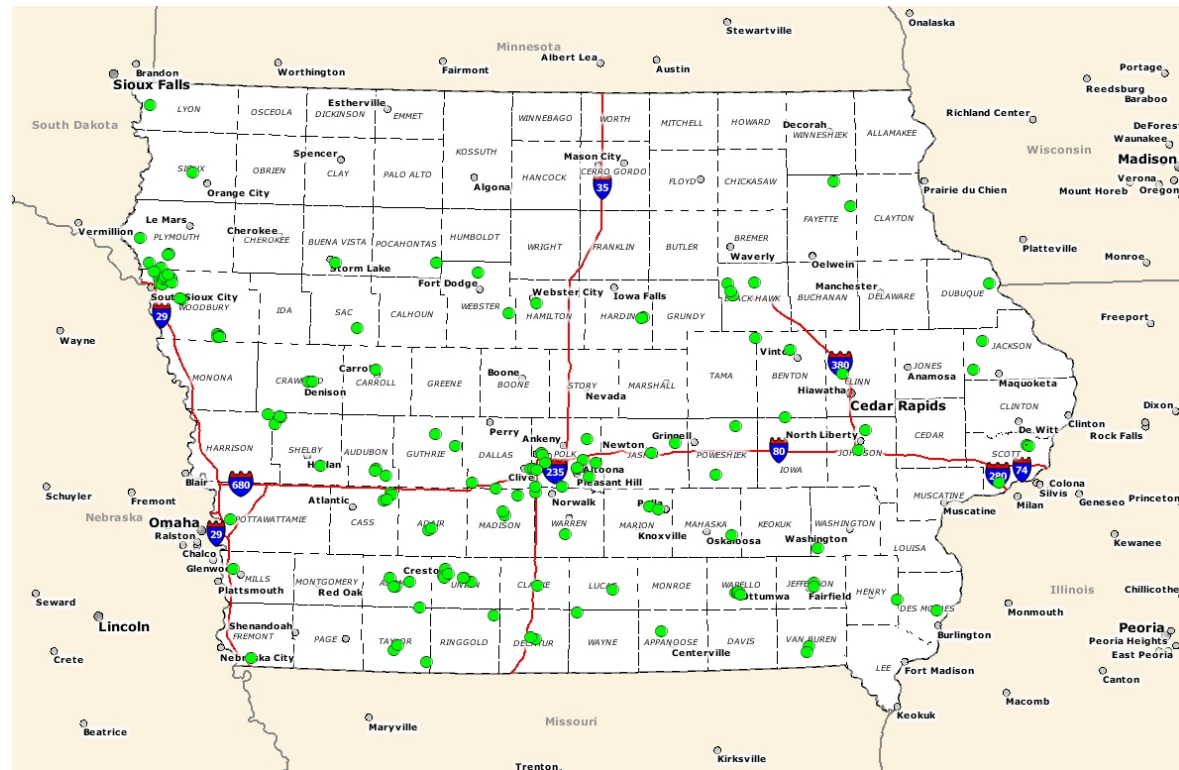 Onalaska
Stewartville
Minnesota
Albert Lea
Austin
Brandon
Worthington
Fairmont
Sioux Falls
Portage
Reedsburg
Baraboo
Richland Center
DeForest
Waunakee
Wisconsin
Madison
Verona
Mount Horeb
Oregon
South Dakota
LYON
OSCEOLA
DICKINSON
Estherville
EMMET
WINNEBAGO
WORTH
MITCHELL
HOWARD
Decorah
WINNESHIEK
ALLAMAKEE
KOSSUTH
Spencer
Mason City
SIOUX
OBRIEN
CLAY
PALO ALTO
Algona
HANCOCK
CERRO GORDO
35
FLOYD
CHICKASAW
Prairie du Chien
Orange City
FAYETTE
CLAYTON
Vermillion
Le Mars
PLYMOUTH
Cherokee
CHEROKEE
BUENA VISTA
POCAHONTAS
HUMBOLDT
WRIGHT
FRANKLIN
BUTLER
BREMER
Waverly
Oelwein
Platteville
Monroe
Storm Lake
Fort Dodge
Webster City
Iowa Falls
Manchester
South Sioux City
WOODBURY
IDA
SAC
CALHOUN
WEBSTER
HAMILTON
HARDIN
GRUNDY
BLACK HAWK
BUCHANAN
DELAWARE
DUBUQUE
29
Wayne
Freeport
Vinton
JACKSON
MONONA
CRAWFORD
Denison
Carroll
CARROLL
GREENE
Boone
BOONE
STORY
Nevada
MARSHALL
TAMA
BENTON
380
LINN
Hiawatha
JONES
Anamosa
Maquoketa
Cedar Rapids
CLINTON
Dixon
HARRISON
SHELBY
Harlan
AUDUBON
GUTHRIE
Perry
DALLAS
Ankeny
POLK
Newton
JASPER
Grinnell
POWESHIEK
80
IOWA
North Liberty
JOHNSON
CEDAR
De Witt
Clinton
Rock Falls
SCOTT
Clive
235
Altoona
Pleasant Hill
280
74
Colona
Silvis
Geneseo
Princeton
Blair
680
Schuyler
Fremont
Nebraska
Atlantic
CASS
ADAIR
MADISON
Norwalk
WARREN
MARION
Pella
Knoxville
MAHASKA
Oskaloosa
KEOKUK
WASHINGTON
Washington
MUSCATINE
Muscatine
Milan
Omaha
Ralston
29
POTTAWATTAMIE
Chalco
LOUISA
Kewanee
Glenwood
MILLS
Plattsmouth
MONTGOMERY
Red Oak
Creston
UNION
CLARKE
LUCAS
MONROE
WAPELLO
Ottumwa
JEFFERSON
Fairfield
HENRY
DES MOINES
Burlington
Illinois
Monmouth
Chillicothe
Seward
Lincoln
Shenandoah
FREMONT
PAGE
TAYLOR
RINGGOLD
DECATUR
WAYNE
APPANOOSE
Centerville
DAVIS
VAN BUREN
LEE
Fort Madison
Peoria
Peoria Heights
East Peoria
Crete
Nebraska City
Canton
Macomb
Keokuk
Beatrice
Maryville
Missouri
Kirksville
Trenton